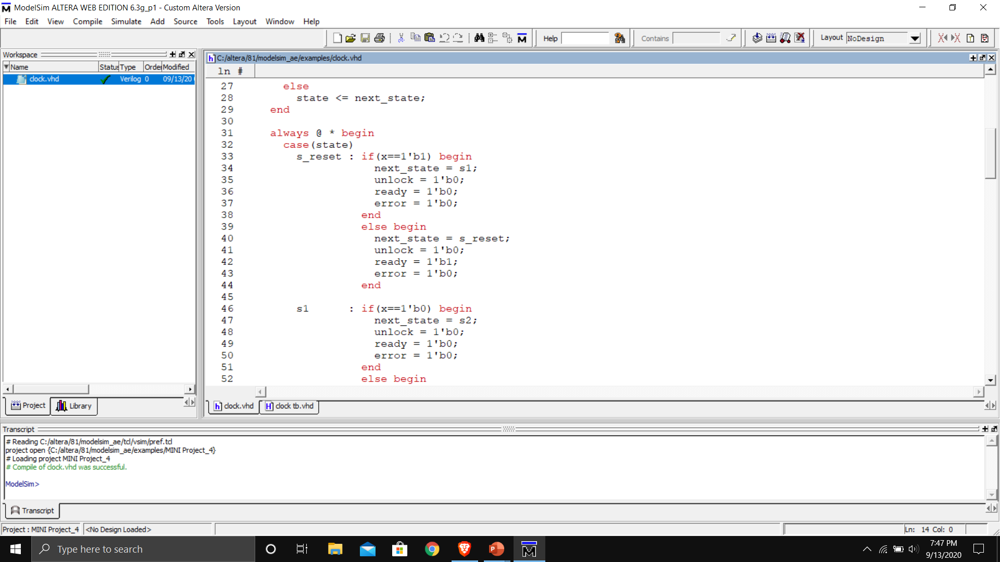 ModelSim ALTERA WEB EDITION 6.3g_p1 - Custom Altera Version
File Edit View Compile Simulate Add Source Tools Layout Window Help
Help Contains Layout NoDesign
Workspace
Name Status Type Order Modified
clock.vhd Verilog 0 09/13/20
C:/altera/81/modelsim_ae/examples/clock.vhd
ln #
27 else
28 state <= next_state;
29 end
30
31 always @ * begin
32 case(state)
33 s_reset : if(x==1'b1) begin
34 next_state = s1;
35 unlock = 1'b0;
36 ready = 1'b0;
37 error = 1'b0;
38 end
39 else begin
40 next_state = s_reset;
41 unlock = 1'b0;
42 ready = 1'b1;
43 error = 1'b0;
44 end
45
46 s1 : if(x==1'b0) begin
47 next_state = s2;
48 unlock = 1'b0;
49 ready = 1'b0;
50 error = 1'b0;
51 end
52 else begin
Project Library
clock.vhd clock tb.vhd
Transcript
# Reading C:/altera/81/modelsim_ae/tcl/vsim/pref.tcl
project open {C:/altera/81/modelsim_ae/examples/MINI Project_4}
# Loading project MINI Project_4
# Compile of clock.vhd was successful.
ModelSim>
Transcript
Project : MINI Project_4 <No Design Loaded> Ln: 14 Col: 0
Type here to search
7:47 PM
9/13/2020